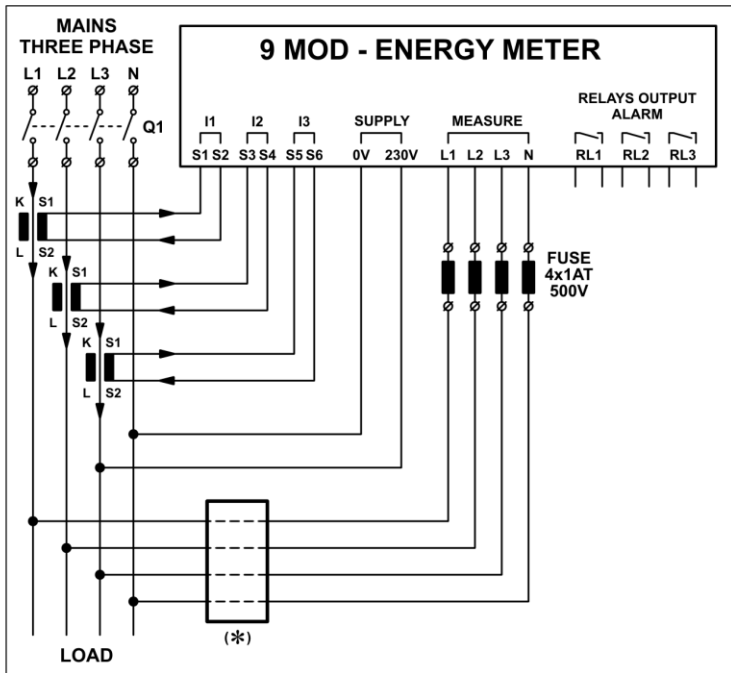 MAINS
THREE PHASE
L1 L2 L3 N
Q1
9 MOD - ENERGY METER
RELAYS OUTPUT
ALARM
I1 I2 I3 SUPPLY MEASURE
S1 S2 S3 S4 S5 S6 0V 230V L1 L2 L3 N RL1 RL2 RL3
K S1
L S2
K S1
L S2
K S1
L S2
FUSE
4x1AT
500V
(*)
LOAD